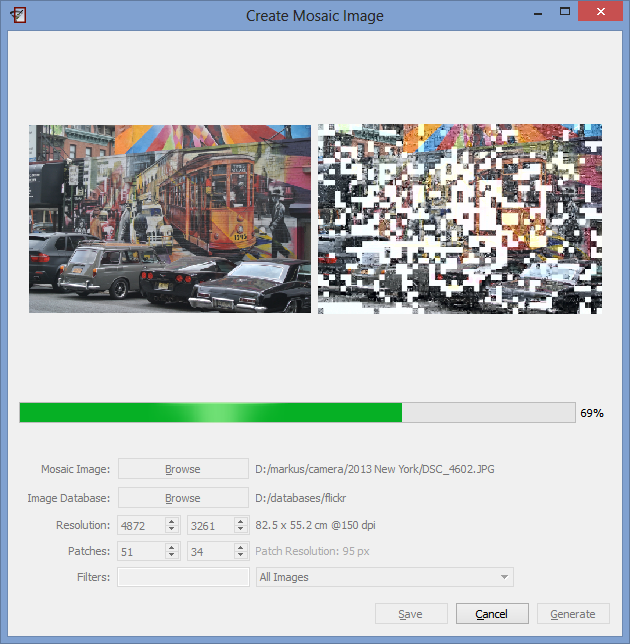 Create Mosaic Image
69%
Mosaic Image: Browse D:/markus/camera/2013 New York/DSC_4602.JPG
Image Database: Browse D:/databases/flickr
Resolution: 4872 3261 82.5 x 55.2 cm @150 dpi
Patches: 51 34 Patch Resolution: 95 px
Filters: All Images
Save Cancel Generate